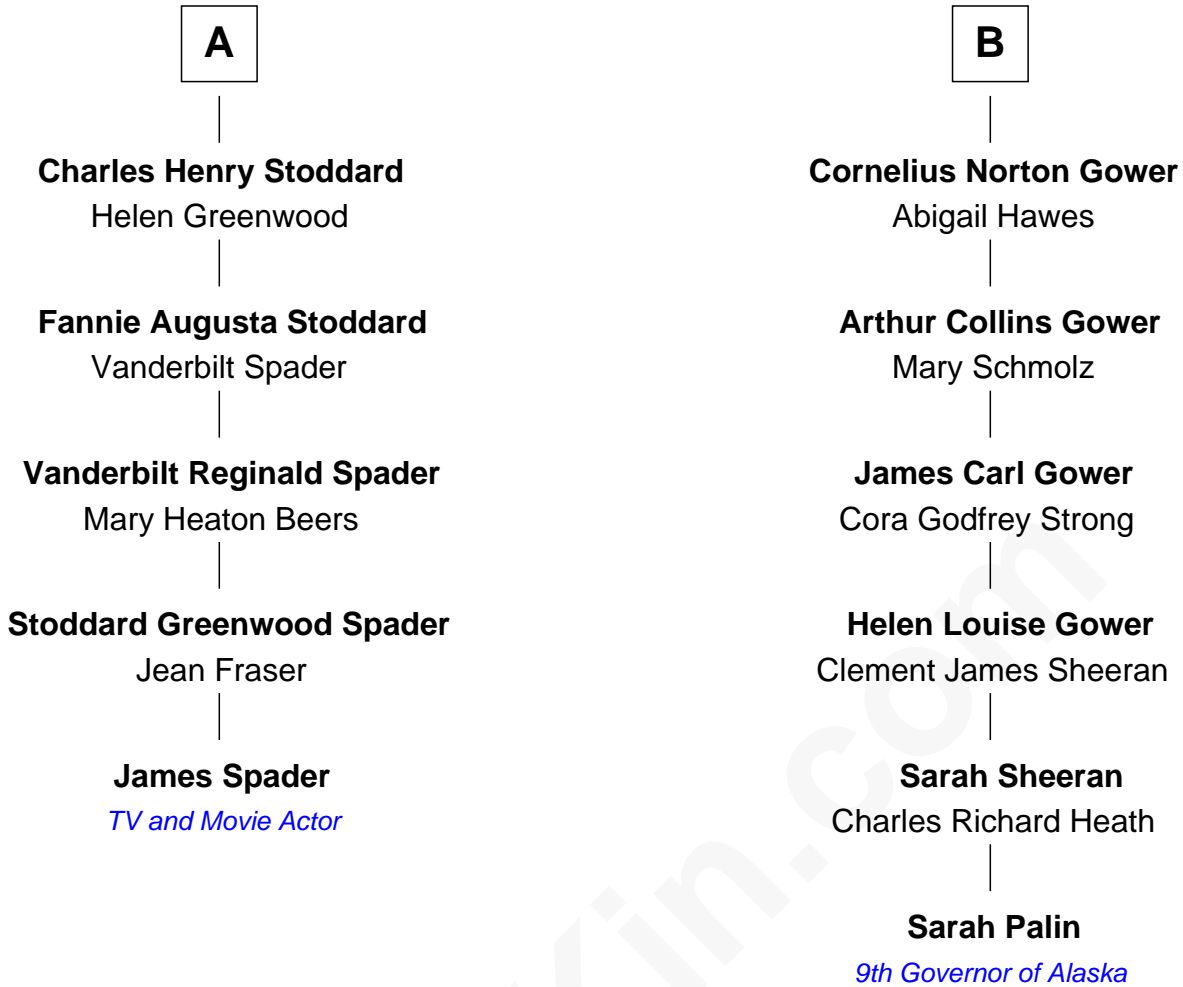 A
Charles Henry Stoddard
Helen Greenwood
Fannie Augusta Stoddard
Vanderbilt Spader
Vanderbilt Reginald Spader
Mary Heaton Beers
Stoddard Greenwood Spader
Jean Fraser
James Spader
TV and Movie Actor
B
Cornelius Norton Gower
Abigail Hawes
Arthur Collins Gower
Mary Schmolz
James Carl Gower
Cora Godfrey Strong
Helen Louise Gower
Clement James Sheeran
Sarah Sheeran
Charles Richard Heath
Sarah Palin
9th Governor of Alaska
Kin.com